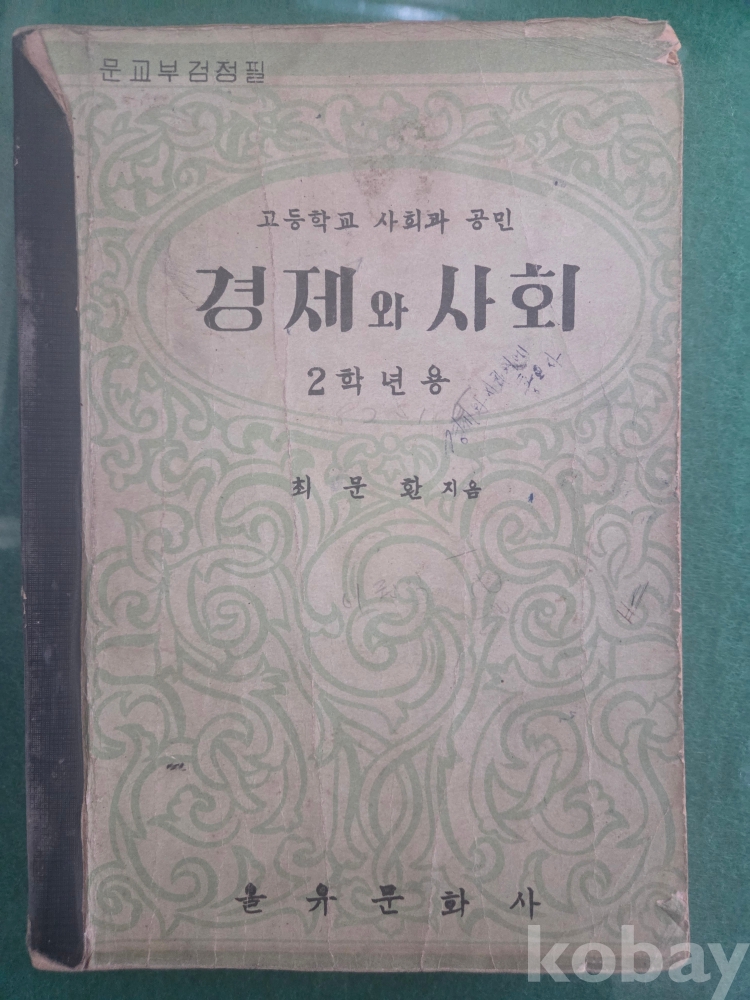 문교부검정필
고등학교 사회과 공민
경제와 사회
2학년용
최문환 지음
을유문화사
kobay